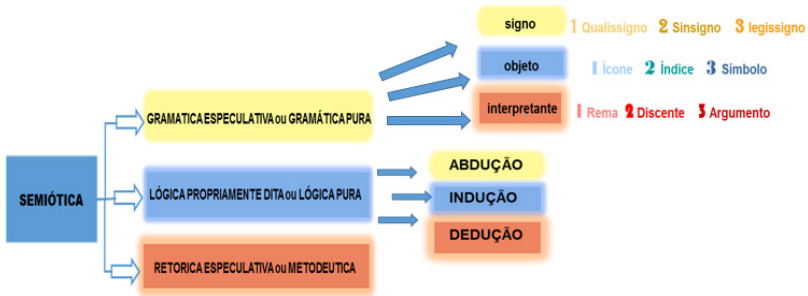 signo 1 Qualissigno 2 Sinsigno 3 legissigno
objeto 1 Ícone 2 Índice 3 Símbolo
interpretante 1 Rema 2 Discente 3 Argumento
GRAMATICA ESPECULATIVA ou GRAMÁTICA PURA
SEMIÓTICA
LÓGICA PROPRIAMENTE DITA ou LÓGICA PURA
ABDUÇÃO
INDUÇÃO
DEDUÇÃO
RETORICA ESPECULATIVA ou METODEUTICA